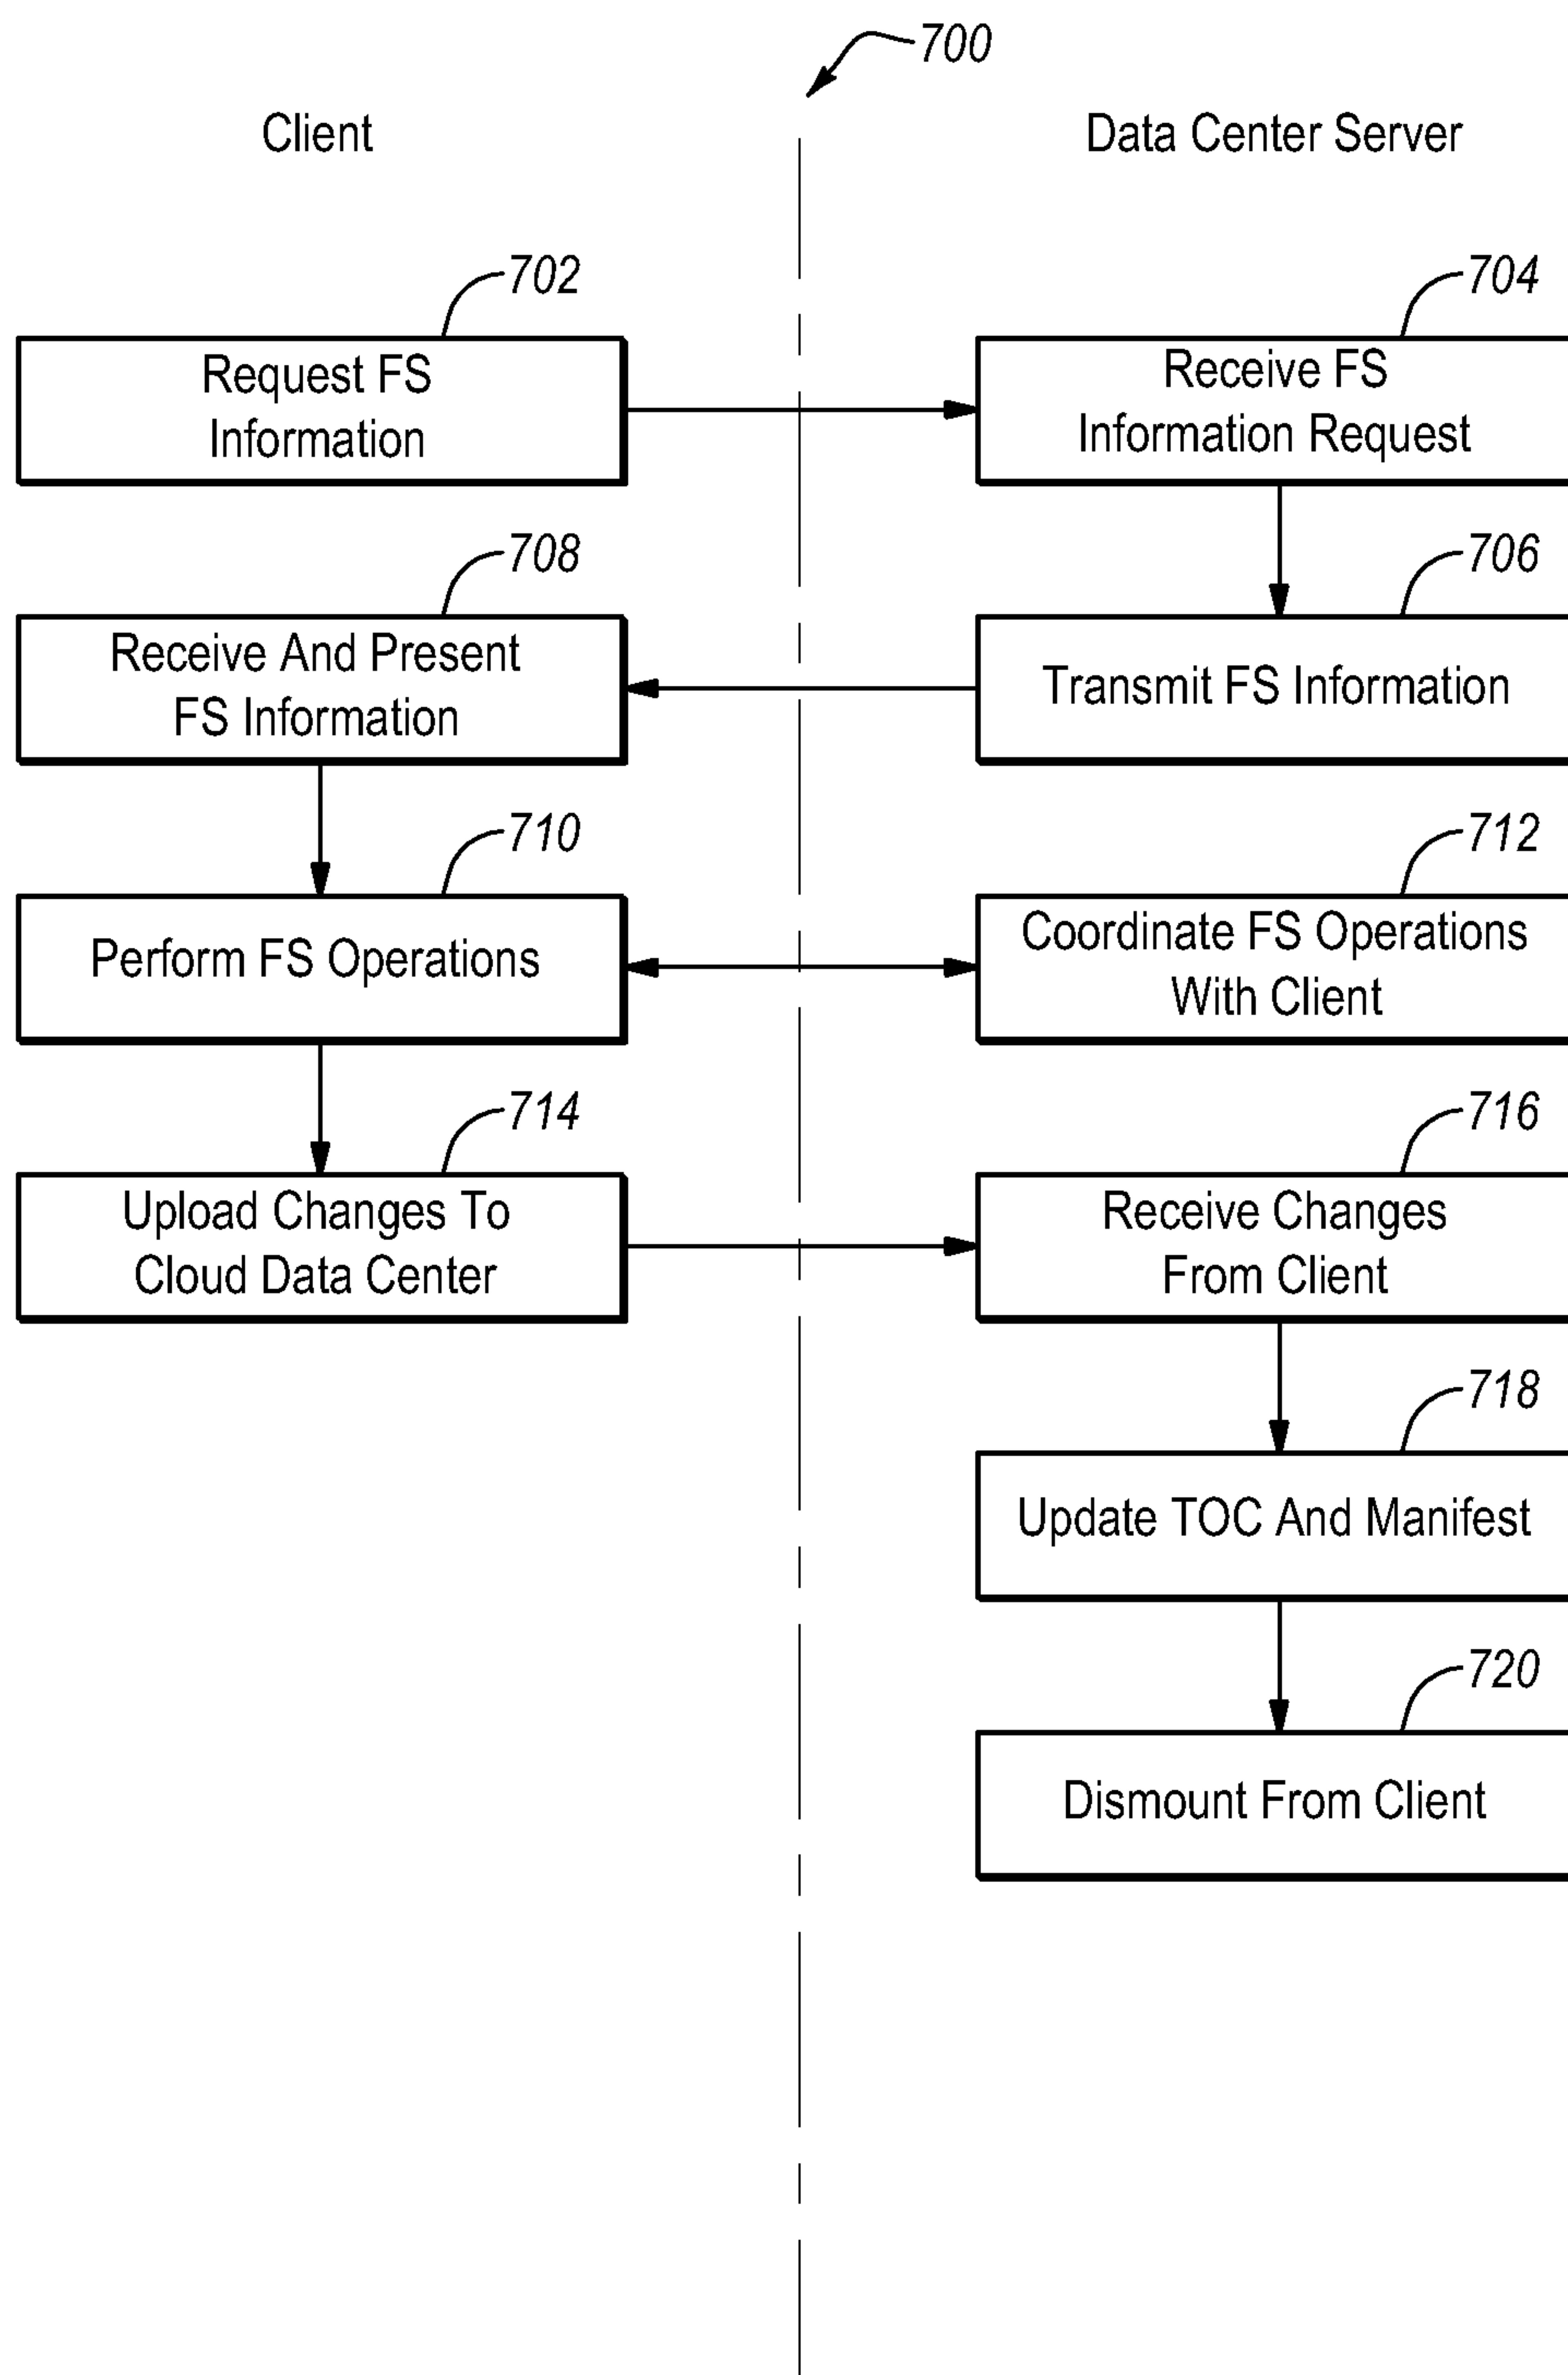 700
Client
Data Center Server
702
Request FS
Information
704
Receive FS
Information Request
708
Receive And Present
FS Information
706
Transmit FS Information
710
Perform FS Operations
712
Coordinate FS Operations
With Client
714
Upload Changes To
Cloud Data Center
716
Receive Changes
From Client
718
Update TOC And Manifest
720
Dismount From Client